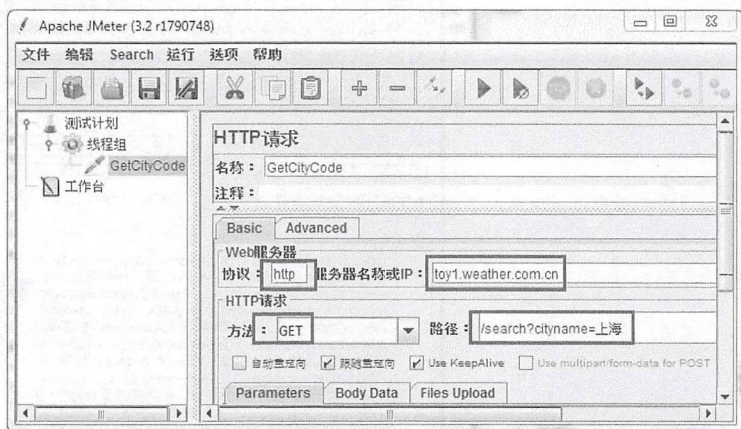 Apache JMeter (3.2 r1790748)
文件 编辑 Search 运行 选项 帮助
测试计划
线程组
GetCityCode
工作台
HTTP请求
名称： GetCityCode
注释：
Basic Advanced
Web服务器
协议： http 服务器名称或IP： toy1.weather.com.cn
HTTP请求
方法： GET 路径： /search?cityname=上海
自动重定向 跟随重定向 Use KeepAlive Use multipart/form-data for POST
Parameters Body Data Files Upload